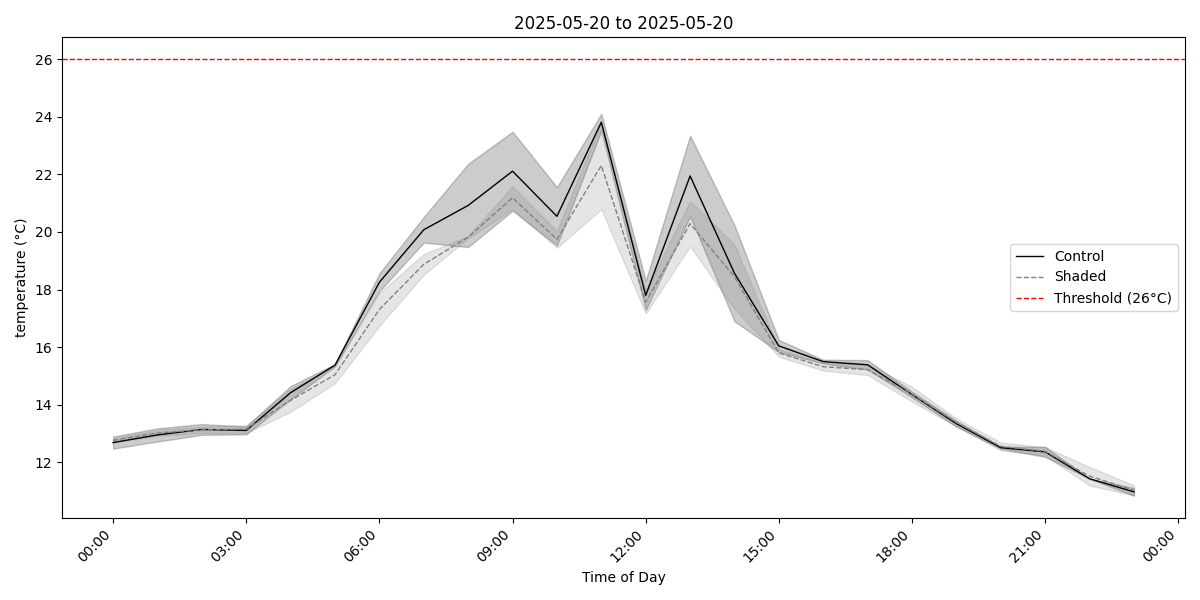 2025-05-20 to 2025-05-20
temperature (°C)
26
24
22
20
18
16
14
12
Control
Shaded
Threshold (26°C)
00:00
03:00
06:00
09:00
12:00
15:00
18:00
21:00
00:00
Time of Day